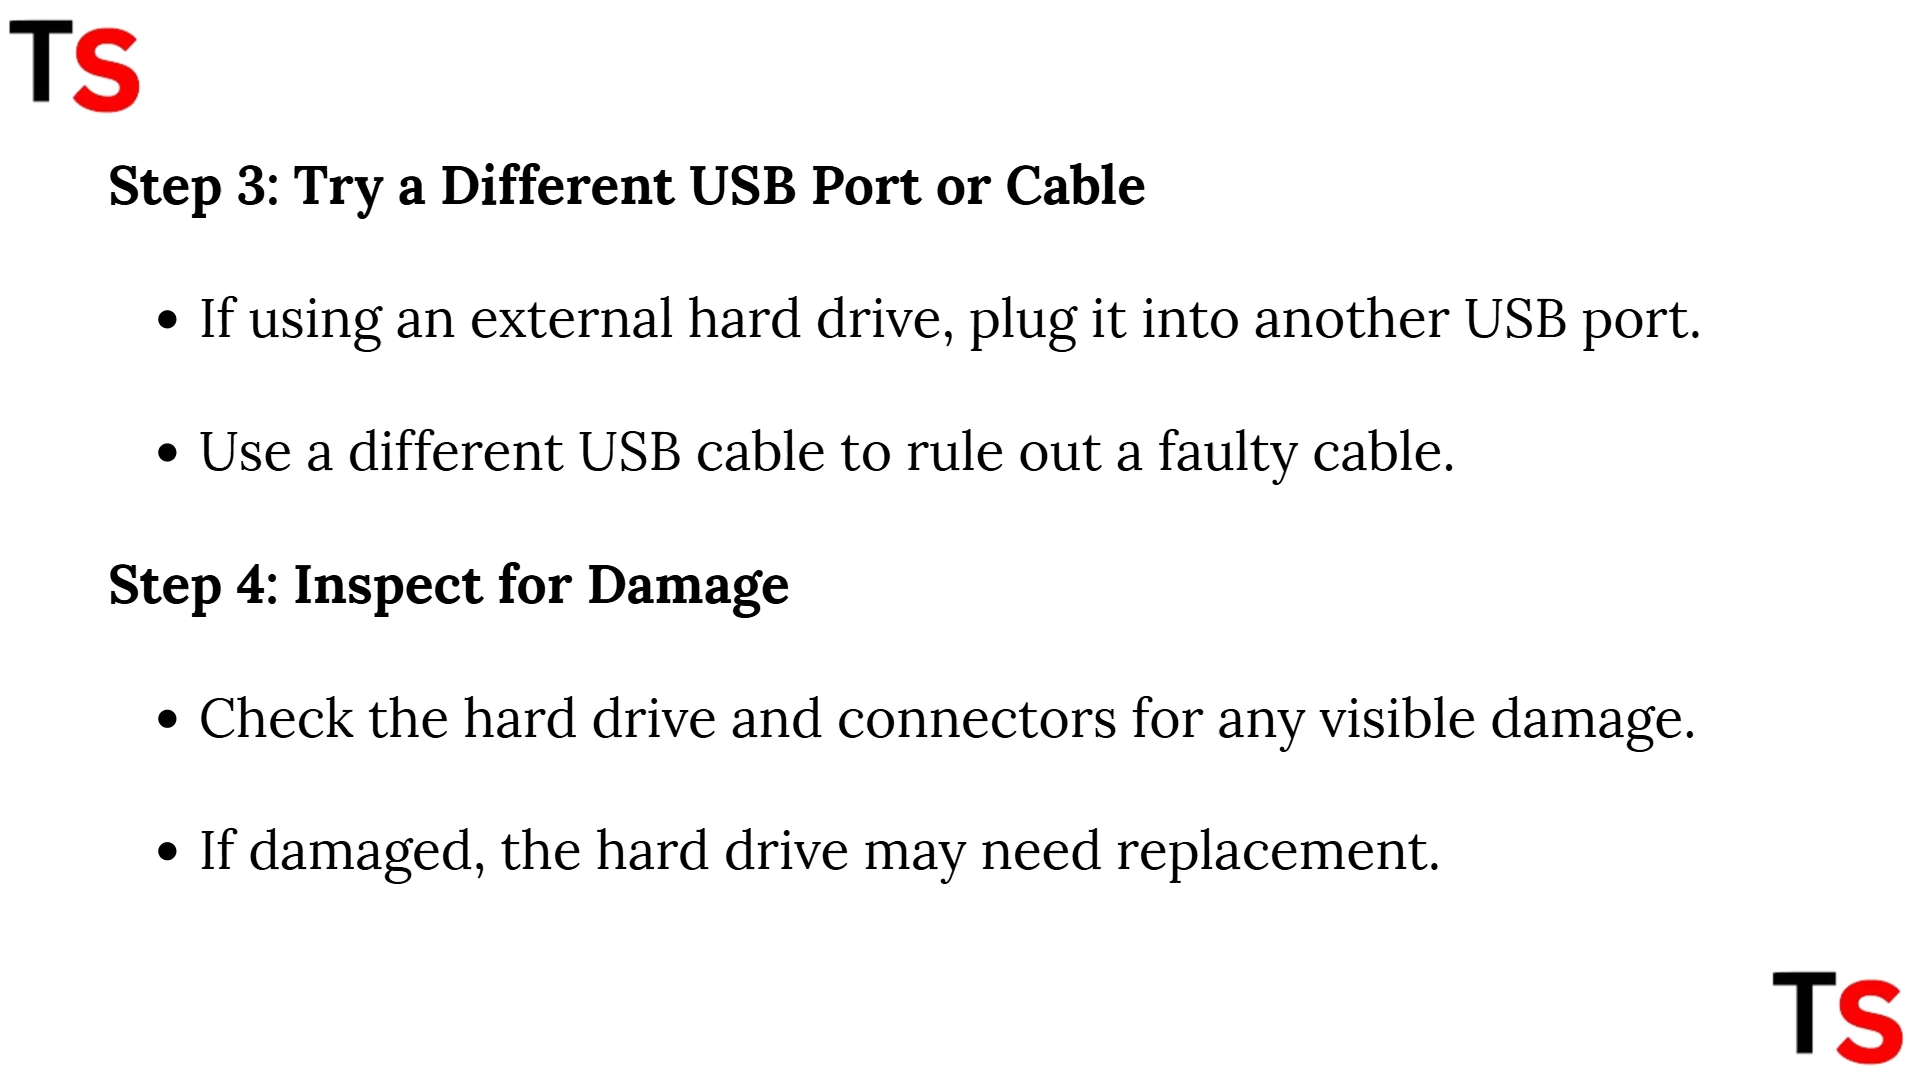 TS
Step 3: Try a Different USB Port or Cable
• If using an external hard drive, plug it into another USB port.
• Use a different USB cable to rule out a faulty cable.
Step 4: Inspect for Damage
• Check the hard drive and connectors for any visible damage.
• If damaged, the hard drive may need replacement.
TS